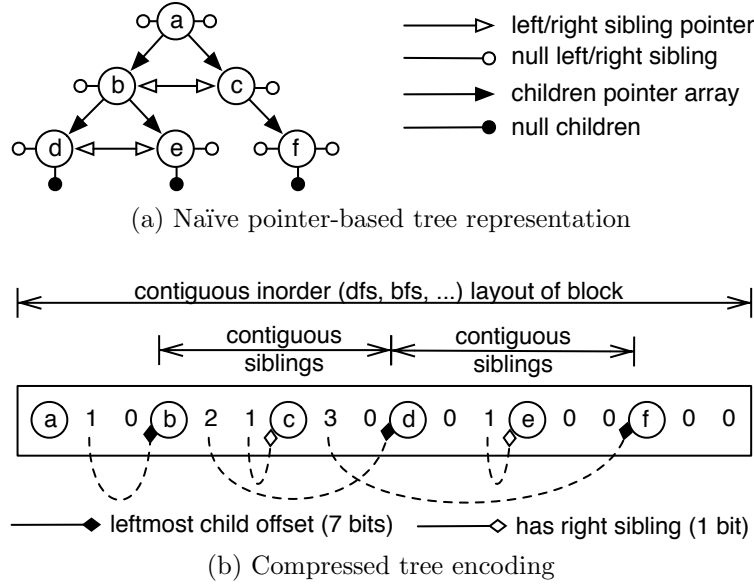 a
b c
d e f
left/right sibling pointer
null left/right sibling
children pointer array
null children
(a) Naïve pointer-based tree representation
contiguous inorder (dfs, bfs, ...) layout of block
contiguous siblings
contiguous siblings
a 1 0 b 2 1 c 3 0 d 0 1 e 0 0 f 0 0
leftmost child offset (7 bits)
has right sibling (1 bit)
(b) Compressed tree encoding